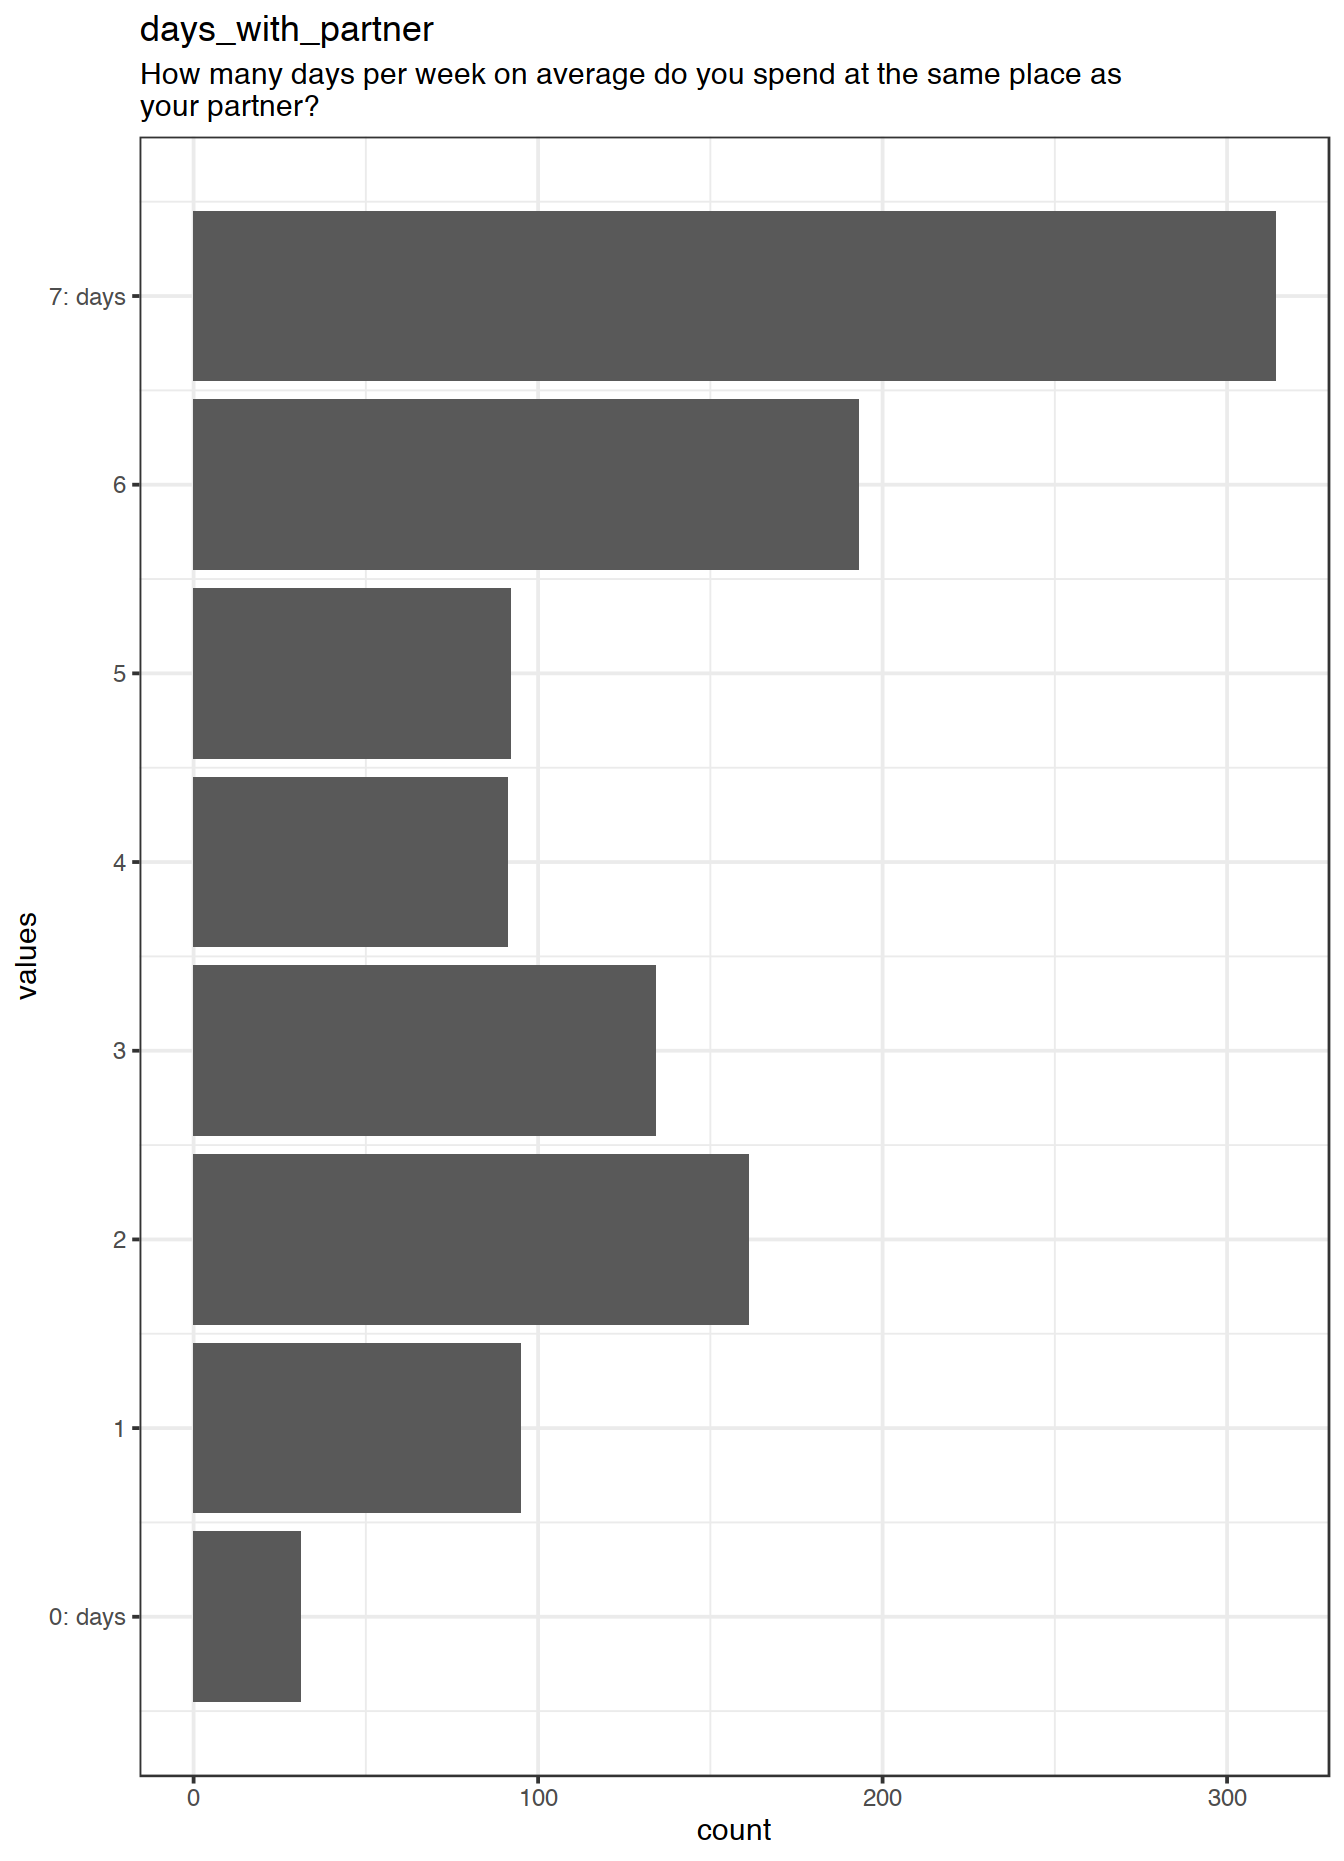 days_with_partner
How many days per week on average do you spend at the same place as
your partner?
7: days
6
5
4
3
2
1
0: days
values
0 100 200 300
count